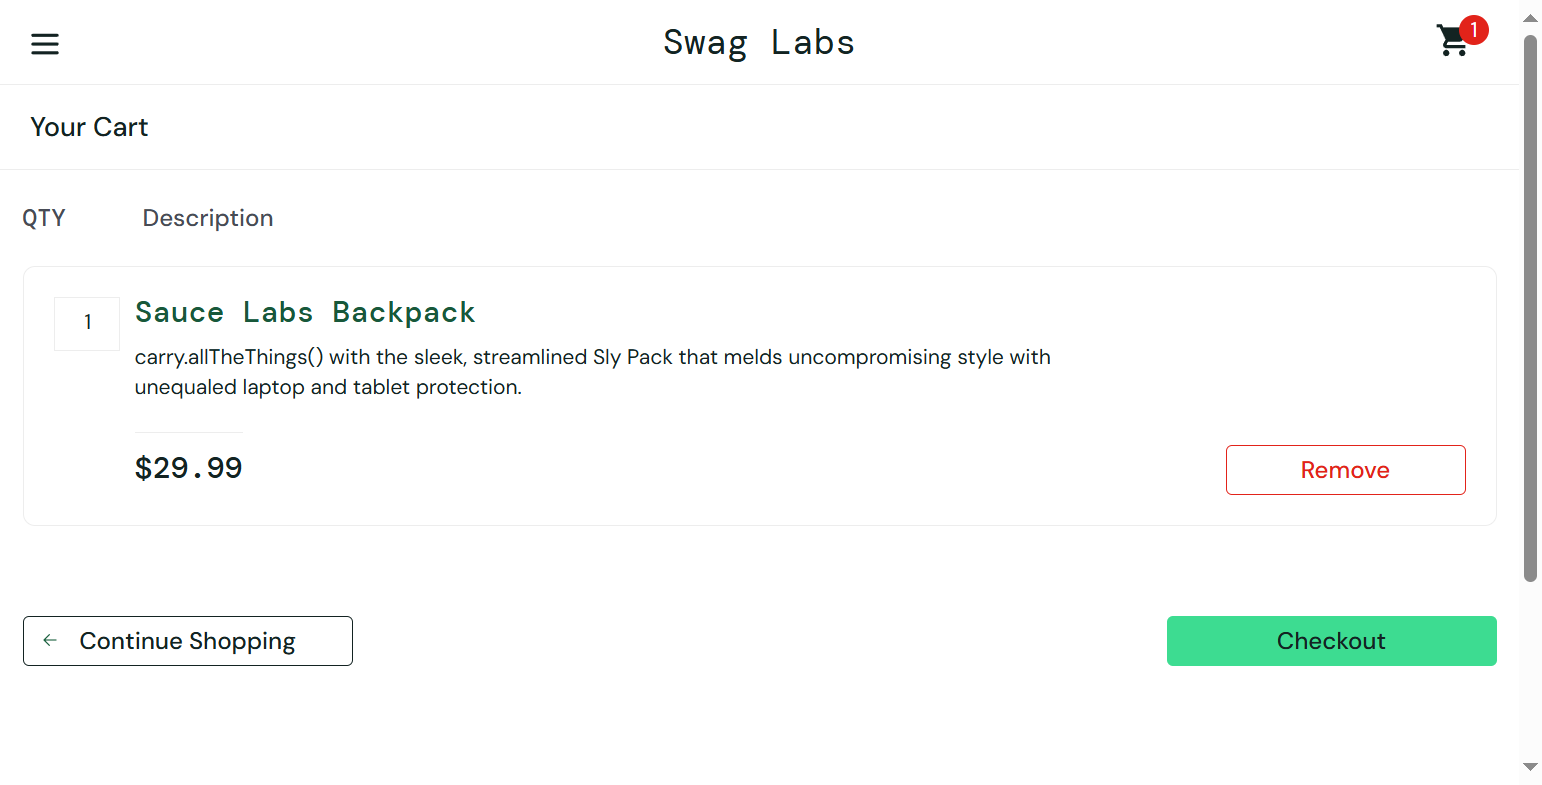 Swag Labs
1
Your Cart
QTY
Description
1
Sauce Labs Backpack
carry.allTheThings() with the sleek, streamlined Sly Pack that melds uncompromising style with
unequaled laptop and tablet protection.
$29.99
Remove
Continue Shopping
Checkout